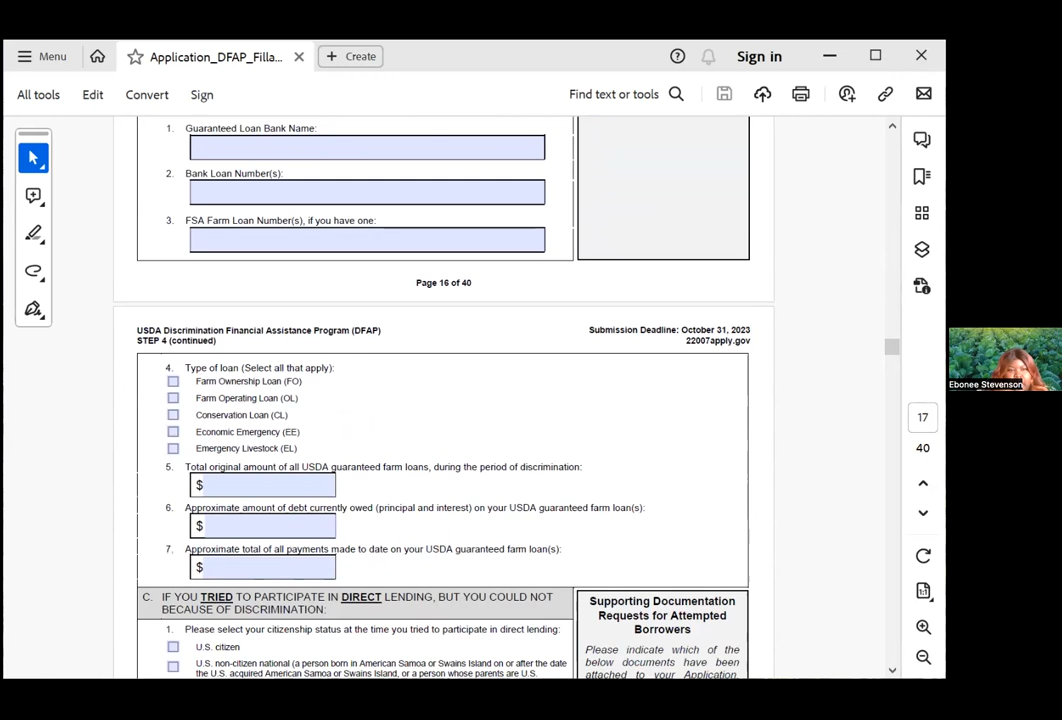 Menu
Application_DFAP_Filla...
Create
Sign in
All tools
Edit
Convert
Sign
Find text or tools
1. Guaranteed Loan Bank Name:
2. Bank Loan Number(s):
3. FSA Farm Loan Number(s), if you have one:
Page 16 of 40
USDA Discrimination Financial Assistance Program (DFAP)
STEP 4 (continued)
Submission Deadline: October 31, 2023
22007apply.gov
4. Type of loan (Select all that apply):
Farm Ownership Loan (FO)
Farm Operating Loan (OL)
Conservation Loan (CL)
Economic Emergency (EE)
Emergency Livestock (EL)
5. Total original amount of all USDA guaranteed farm loans, during the period of discrimination:
$
6. Approximate amount of debt currently owed (principal and interest) on your USDA guaranteed farm loan(s):
$
7. Approximate total of all payments made to date on your USDA guaranteed farm loan(s):
$
C. IF YOU TRIED TO PARTICIPATE IN DIRECT LENDING, BUT YOU COULD NOT
BECAUSE OF DISCRIMINATION:
1. Please select your citizenship status at the time you tried to participate in direct lending:
U.S. citizen
U.S. non-citizen national (a person born in American Samoa or Swains Island on or after the date
the U.S. acquired American Samoa or Swains Island, or a person whose parents are U.S.
Supporting Documentation
Requests for Attempted
Borrowers
Please indicate which of the
below documents have been
attached to your Application.
17
40
1:1
Ebonee Stevenson